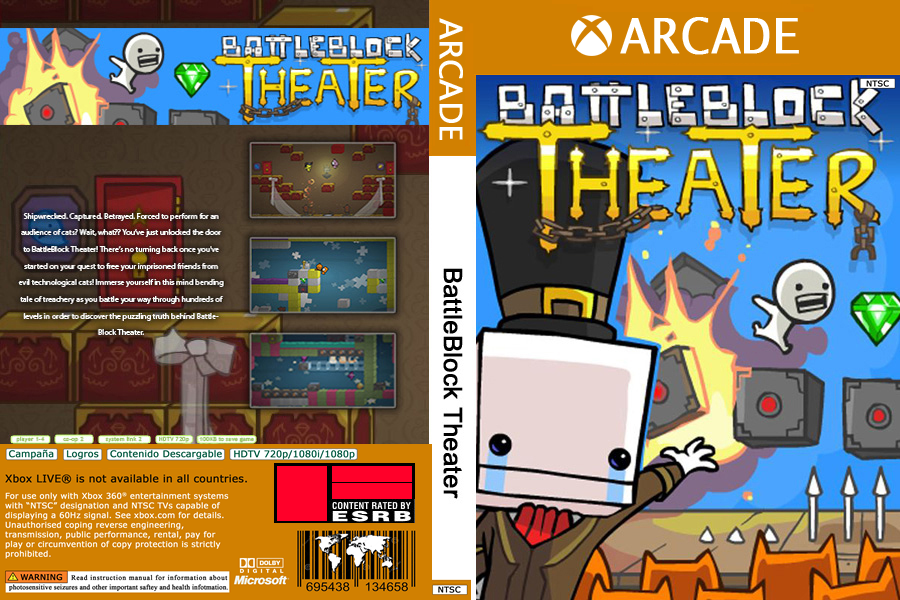 BATTLEBLOCK
THEATER
Shipwrecked. Captured. Betrayed. Forced to perform for an
audience of cats? Wait, what?? You've just unlocked the door
to BattleBlock Theater! There's no turning back once you've
started on your quest to free your imprisoned friends from
evil technological cats! Immerse yourself in this mind bending
tale of treachery as you battle your way through hundreds of
levels in order to discover the puzzling truth behind Battle-
Block Theater.
player 1-4 co-op 2 system link 2 HDTV 720p 100KB to save game
Campaña Logros Contenido Descargable HDTV 720p/1080i/1080p
Xbox LIVE® is not available in all countries.
For use only with Xbox 360® entertainment systems
with "NTSC" designation and NTSC TVs capable of
displaying a 60Hz signal. See xbox.com for details.
Unauthorised coping reverse engineering,
transmission, public performance, rental, pay for
play or circumvention of copy protection is strictly
prohibited.
WARNING Read instruction manual for information about
photosensitive seizures and other important saftey and health infotmation.
CONTENT RATED BY
ESRB
DOLBY
DIGITAL
Microsoft®
695438 134658
ARCADE
BattleBlock Theater
NTSC
ARCADE
NTSC
BATTLEBLOCK
THEATER